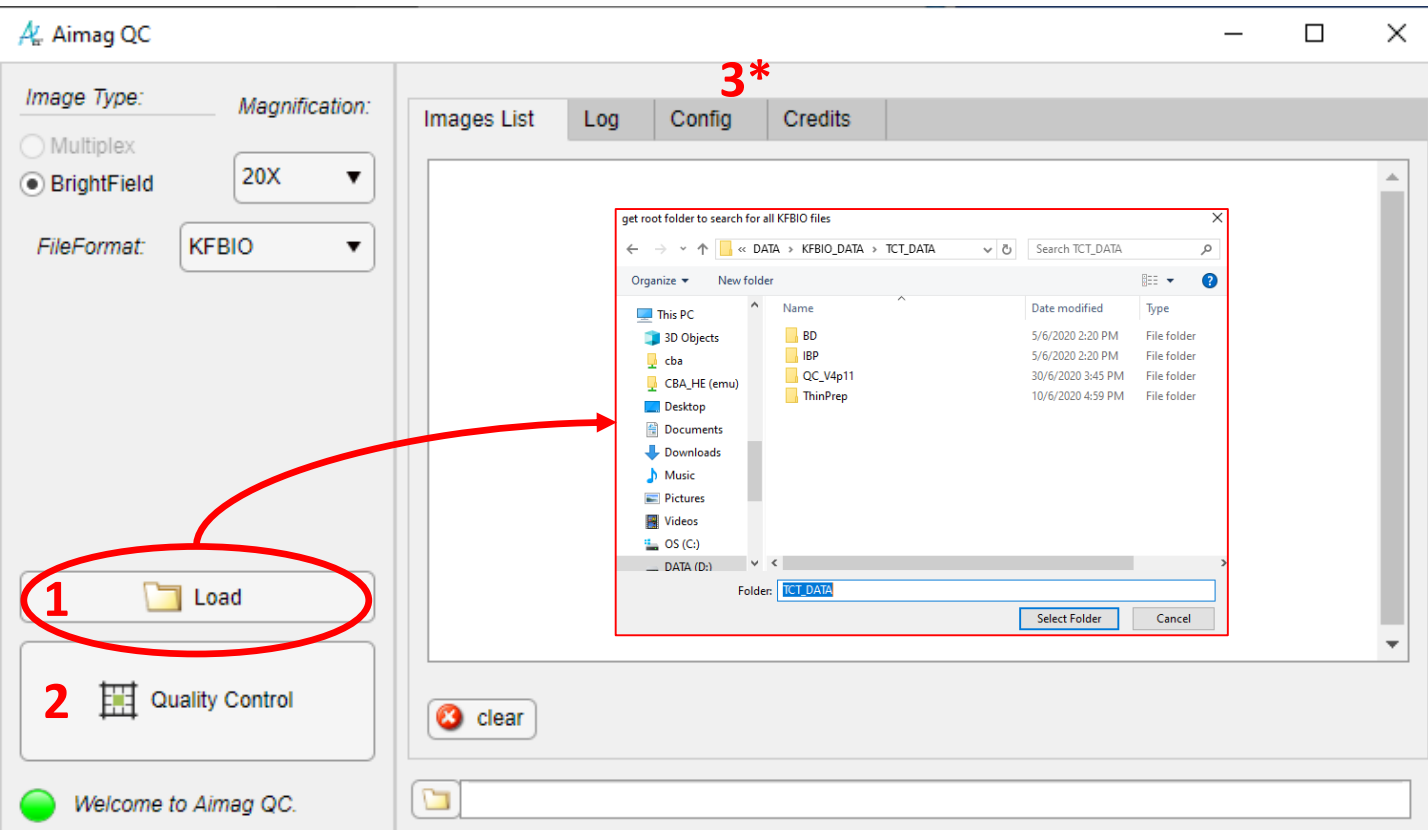 Aimag QC
3*
Image Type:
Magnification:
Multiplex
BrightField
20X
FileFormat:
KFBIO
Images List
Log
Config
Credits
get root folder to search for all KFBIO files
« DATA > KFBIO_DATA > TCT_DATA
Search TCT_DATA
Organize
New folder
This PC
3D Objects
cba
CBA_HE (emu)
Desktop
Documents
Downloads
Music
Pictures
Videos
OS (C:)
DATA (D:)
Name Date modified Type
BD 5/6/2020 2:20 PM File folder
IBP 5/6/2020 2:20 PM File folder
QC_V4p11 30/6/2020 3:45 PM File folder
ThinPrep 10/6/2020 4:59 PM File folder
Folder: TCT_DATA
Select Folder
Cancel
1
Load
2
Quality Control
clear
Welcome to Aimag QC.